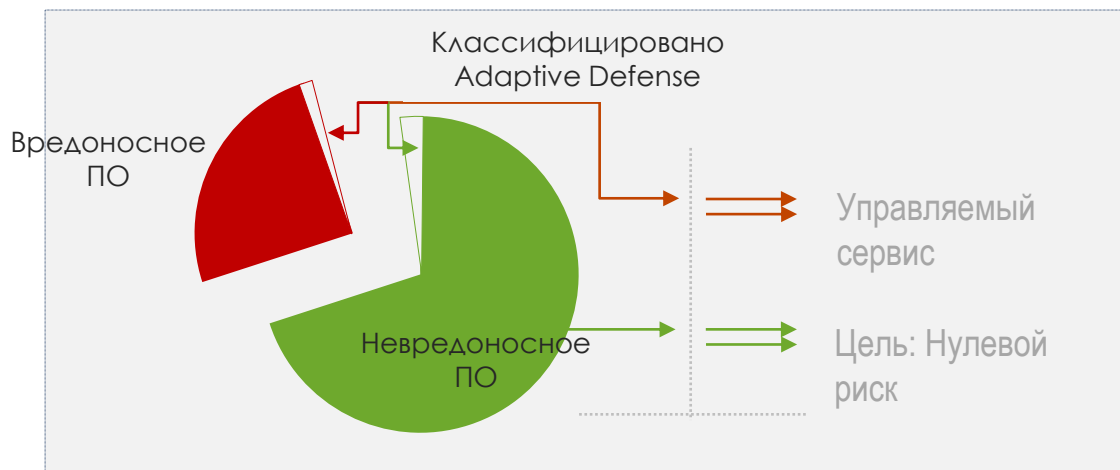 Классифицировано
Adaptive Defense
Вредоносное
ПО
Управляемый
сервис
Невредоносное
ПО
Цель: Нулевой
риск